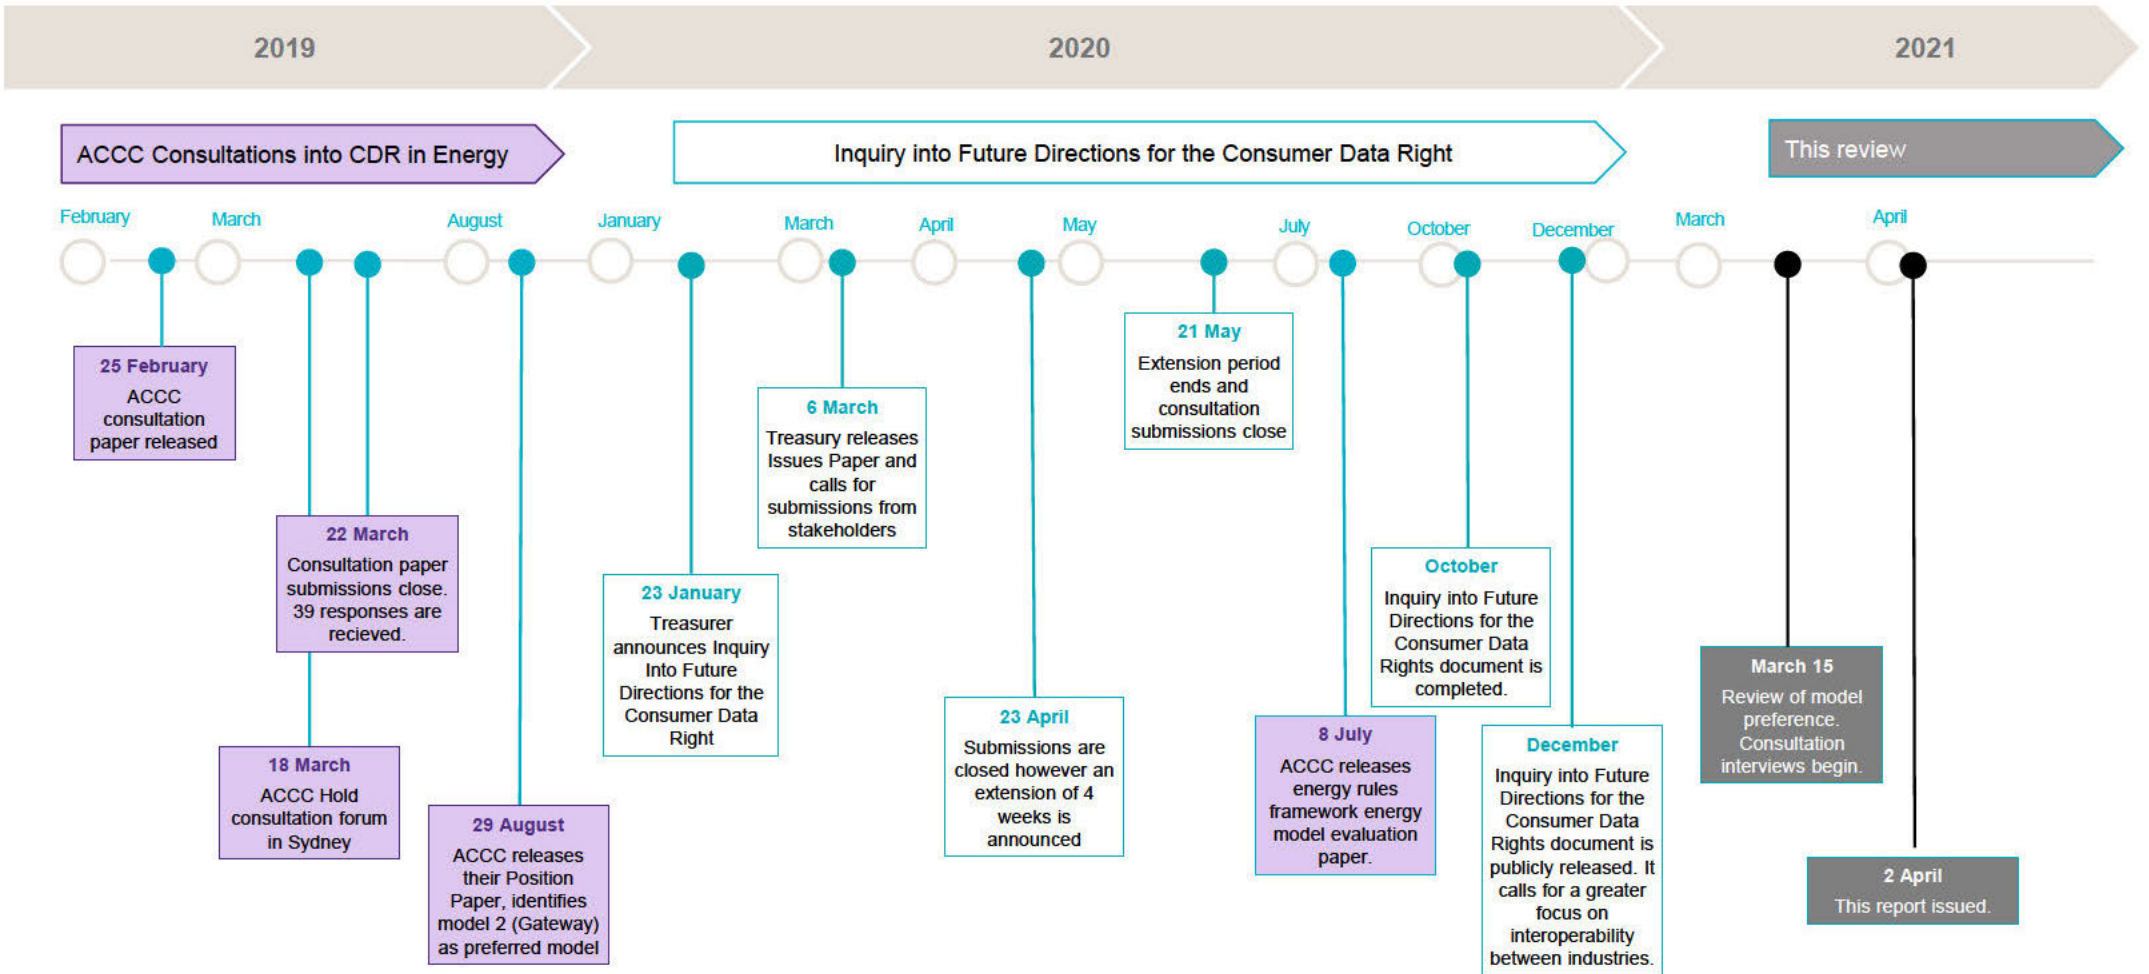 2019
2020
2021
ACCC Consultations into CDR in Energy
Inquiry into Future Directions for the Consumer Data Right
This review
February
March
August
January
March
April
May
July
October
December
March
April
25 February
ACCC
consultation
paper released
22 March
Consultation paper
submissions close.
39 responses are
recieved.
18 March
ACCC Hold
consultation forum
in Sydney
29 August
ACCC releases
their Position
Paper, identifies
model 2 (Gateway)
as preferred model
23 January
Treasurer
announces Inquiry
Into Future
Directions for the
Consumer Data
Right
6 March
Treasury releases
Issues Paper and
calls for
submissions from
stakeholders
23 April
Submissions are
closed however an
extension of 4
weeks is
announced
21 May
Extension period
ends and
consultation
submissions close
8 July
ACCC releases
energy rules
framework energy
model evaluation
paper.
October
Inquiry into Future
Directions for the
Consumer Data
Rights document is
completed.
December
Inquiry into Future
Directions for the
Consumer Data
Rights document is
publicly released. It
calls for a greater
focus on
interoperability
between industries.
March 15
Review of model
preference.
Consultation
interviews begin.
2 April
This report issued.